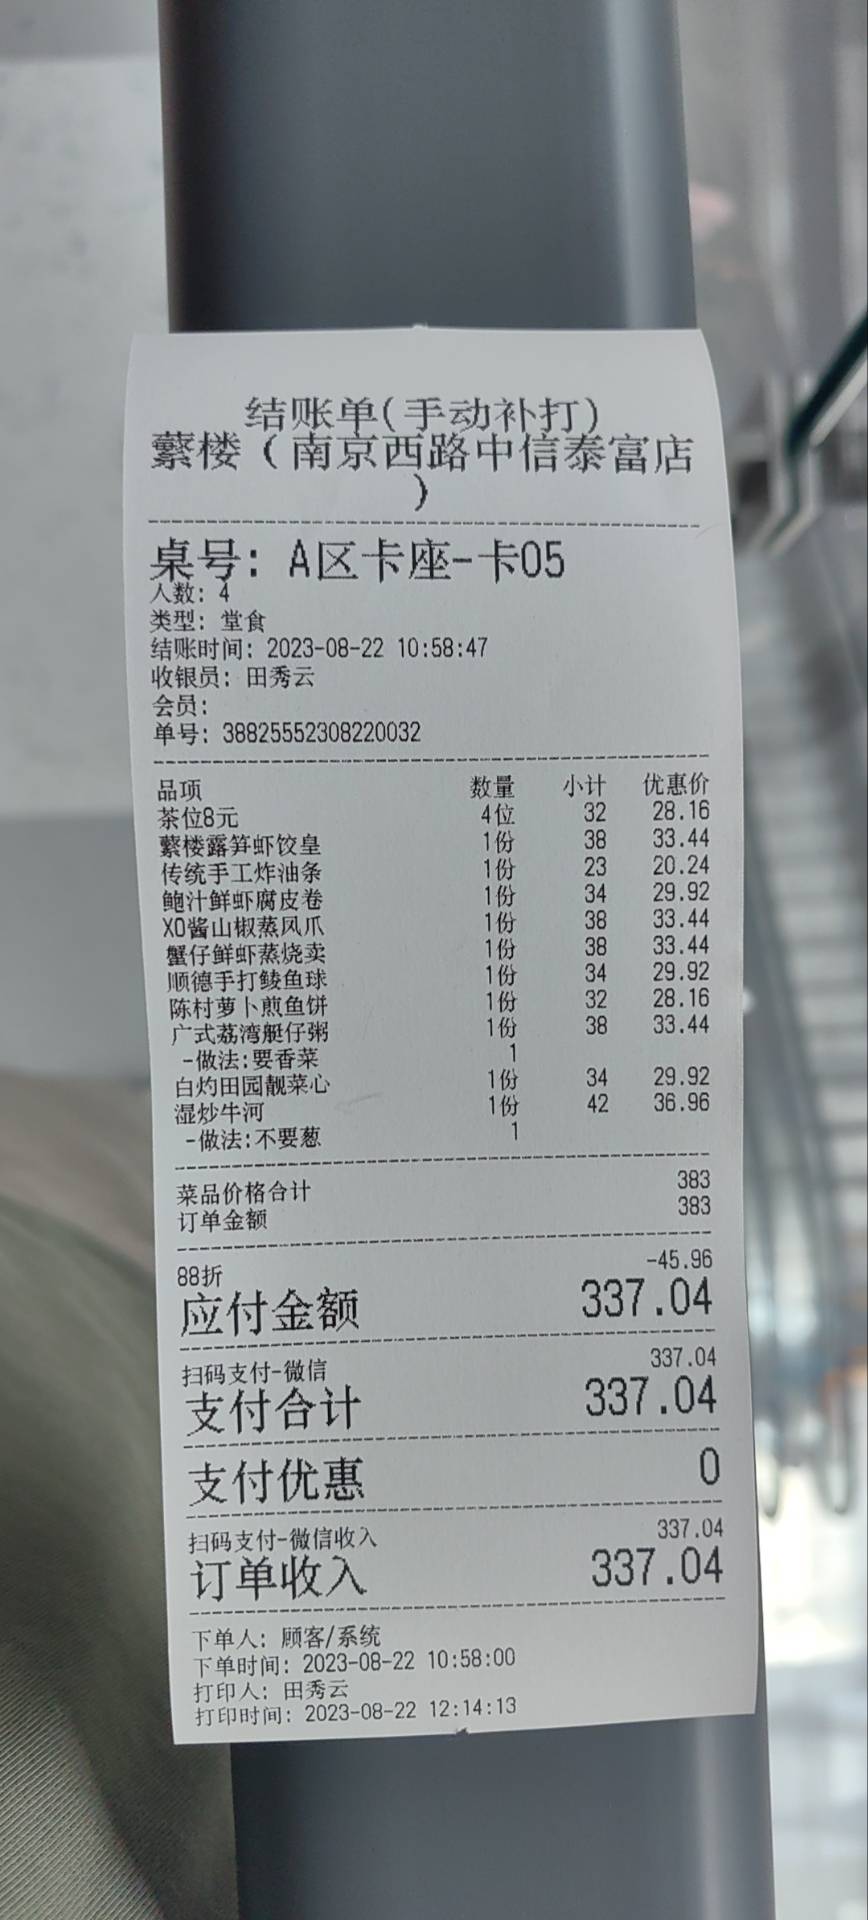 结账单(手动补打)
蘩楼（南京西路中信泰富店
）
桌号: A区卡座-卡05
人数: 4
类型: 堂食
结账时间: 2023-08-22 10:58:47
收银员: 田秀云
会员:
单号: 388255552308220032
品项 数量 小计 优惠价
茶位8元 4位 32 28.16
蘩楼露笋虾饺皇 1份 38 33.44
传统手工炸油条 1份 23 20.24
鲍汁鲜虾腐皮卷 1份 34 29.92
XO酱山椒蒸凤爪 1份 38 33.44
蟹仔鲜虾蒸烧卖 1份 38 33.44
顺德手打鲮鱼球 1份 34 29.92
陈村萝卜煎鱼饼 1份 32 28.16
广式荔湾艇仔粥 1份 38 33.44
-做法:要香菜 1
白灼田园靓菜心 1份 34 29.92
湿炒牛河 1份 42 36.96
-做法:不要葱 1
菜品价格合计 383
订单金额 383
88折 -45.96
应付金额 337.04
扫码支付-微信 337.04
支付合计 337.04
支付优惠 0
扫码支付-微信收入 337.04
订单收入 337.04
下单人: 顾客/系统
下单时间: 2023-08-22 10:58:00
打印人: 田秀云
打印时间: 2023-08-22 12:14:13